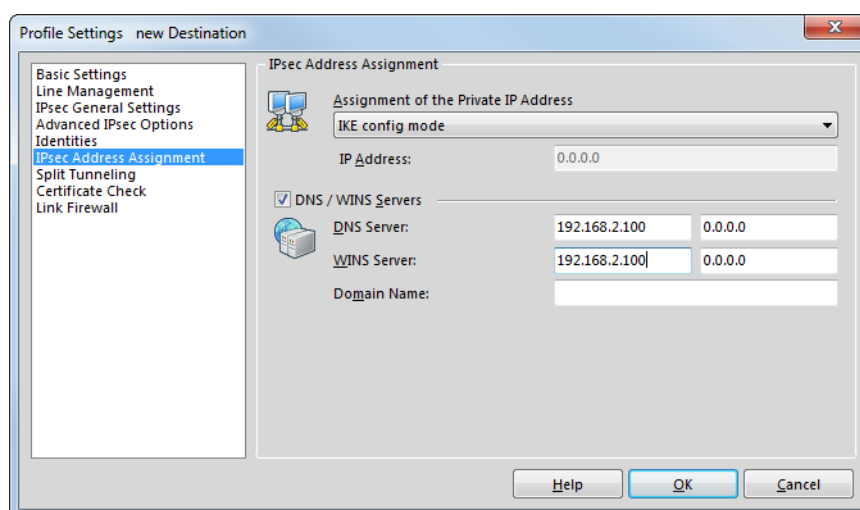 Profile Settings new Destination
x
Basic Settings
Line Management
IPsec General Settings
Advanced IPsec Options
Identities
IPsec Address Assignment
Split Tunneling
Certificate Check
Link Firewall
IPsec Address Assignment
Assignment of the Private IP Address
IKE config mode
IP Address: 0.0.0.0
DNS / WINS Servers
DNS Server: 192.168.2.100 0.0.0.0
WINS Server: 192.168.2.100 0.0.0.0
Domain Name:
Help OK Cancel